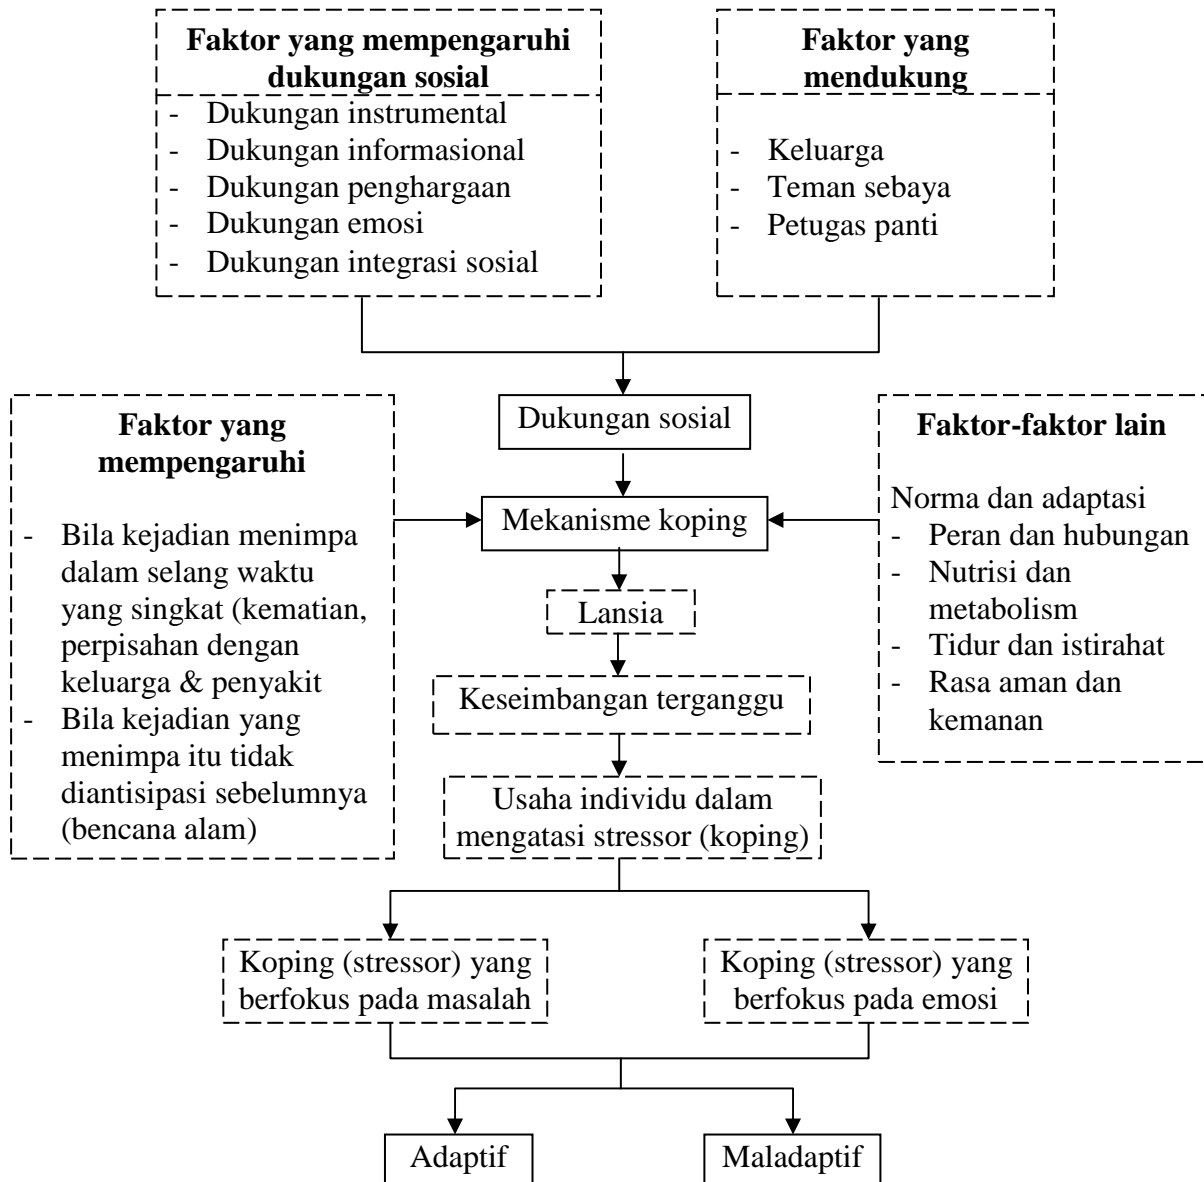 Faktor yang mempengaruhi
dukungan sosial
- Dukungan instrumental
- Dukungan informasional
- Dukungan penghargaan
- Dukungan emosi
- Dukungan integrasi sosial
Faktor yang
mendukung
- Keluarga
- Teman sebaya
- Petugas panti
Dukungan sosial
Faktor yang
mempengaruhi
- Bila kejadian menimpa
dalam selang waktu
yang singkat (kematian,
perpisahan dengan
keluarga & penyakit
- Bila kejadian yang
menimpa itu tidak
diantisipasi sebelumnya
(bencana alam)
Mekanisme koping
Faktor-faktor lain
Norma dan adaptasi
- Peran dan hubungan
- Nutrisi dan
metabolism
- Tidur dan istirahat
- Rasa aman dan
kemanan
Lansia
Keseimbangan terganggu
Usaha individu dalam
mengatasi stressor (koping)
Koping (stressor) yang
berfokus pada masalah
Koping (stressor) yang
berfokus pada emosi
Adaptif
Maladaptif